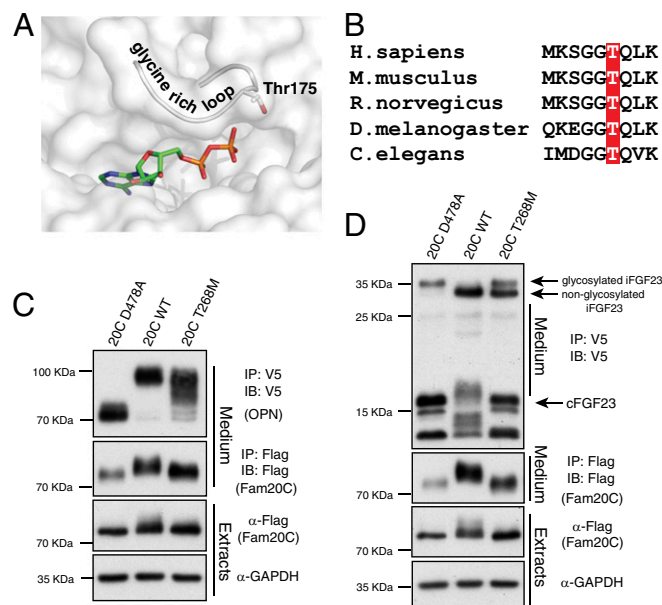 A
glycine rich loop
Thr175
B
H.sapiens MKSGGTQLK
M.musculus MKSGGTQLK
R.norvegicus MKSGGTQLK
D.melanogaster QKEGGTQLK
C.elegans IMDGGTQVK
C
20C D478A
20C WT
20C T268M
100 KDa
70 KDa
IP: V5
IB: V5
(OPN)
70 KDa
IP: Flag
IB: Flag
(Fam20C)
Medium
70 KDa
α-Flag
(Fam20C)
35 KDa
α-GAPDH
Extracts
D
20C D478A
20C WT
20C T268M
35 KDa
glycosylated iFGF23
non-glycosylated
iFGF23
25 KDa
Medium
IP: V5
IB: V5
15 KDa
cFGF23
70 KDa
Medium
IP: Flag
IB: Flag
(Fam20C)
70 KDa
α-Flag
(Fam20C)
35 KDa
α-GAPDH
Extracts